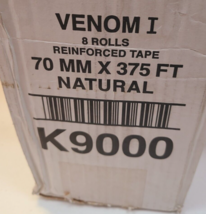 VENOM I
8 ROLLS
REINFORCED TAPE
70 MM X 375 FT
NATURAL
K9000